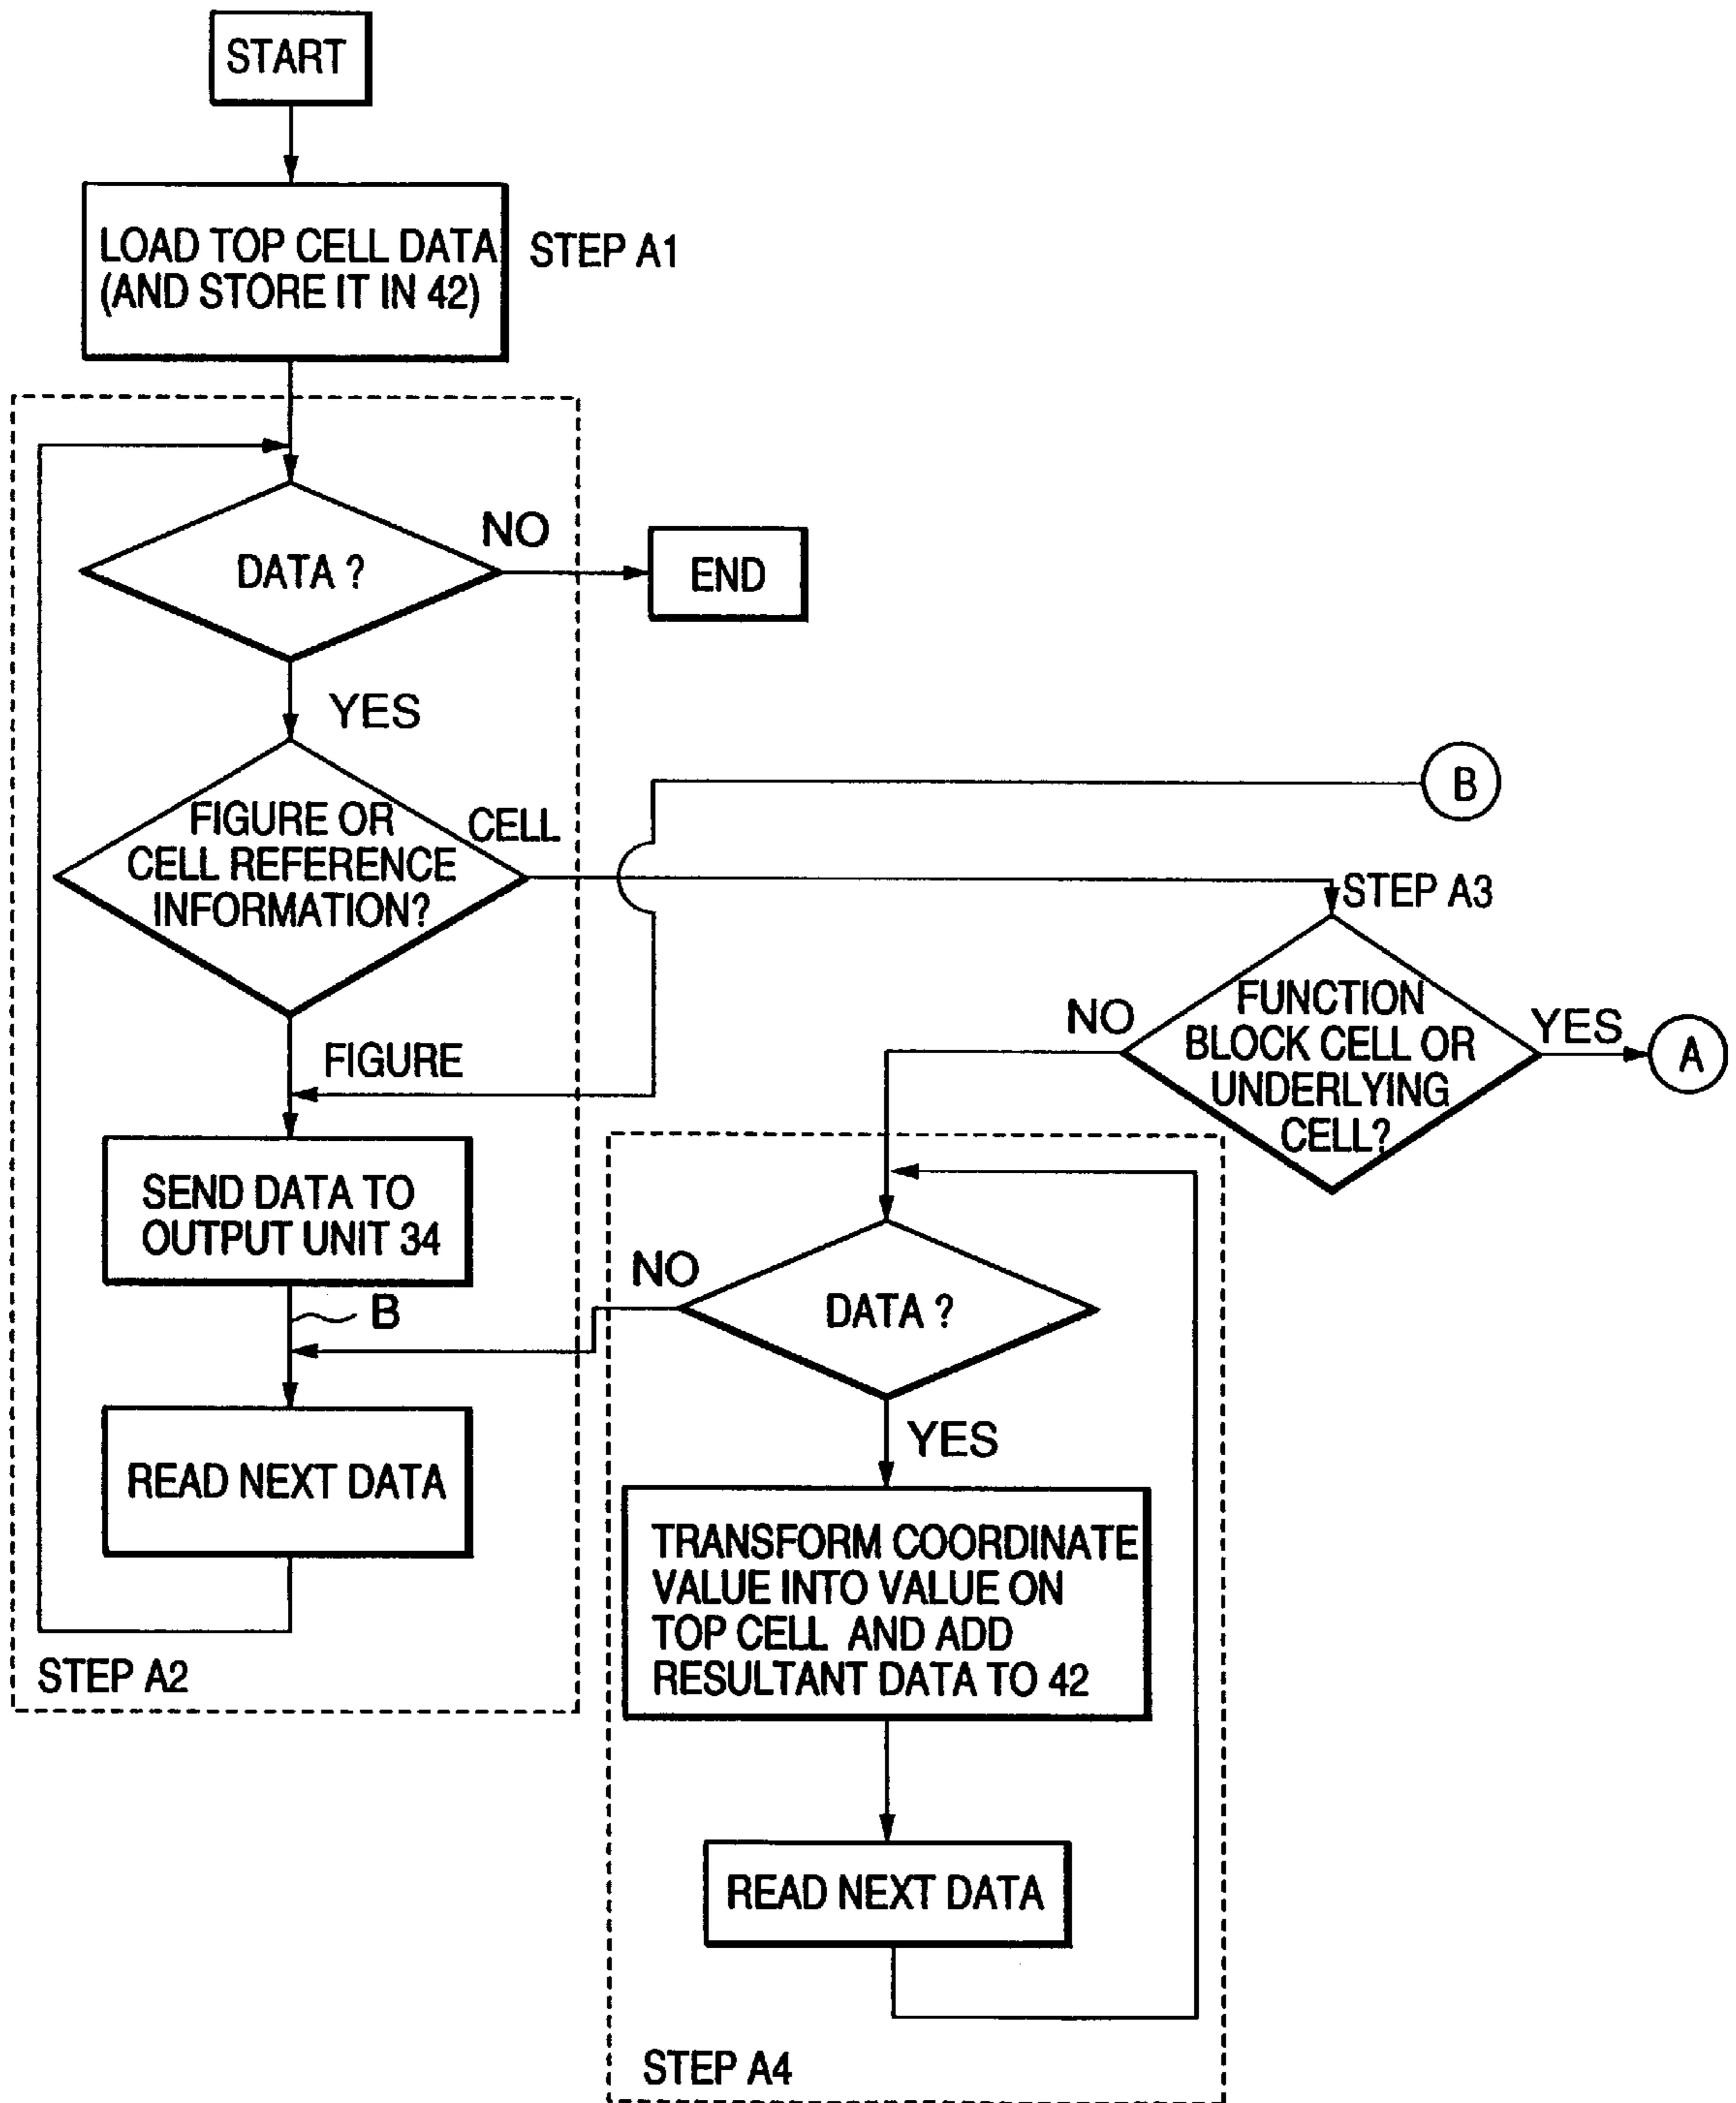 START
LOAD TOP CELL DATA
(AND STORE IT IN 42)
STEP A1
DATA ?
NO
END
YES
FIGURE OR
CELL REFERENCE
INFORMATION?
CELL
B
STEP A3
FUNCTION
BLOCK CELL OR
UNDERLYING
CELL?
NO
YES
A
FIGURE
SEND DATA TO
OUTPUT UNIT 34
B
READ NEXT DATA
STEP A2
DATA ?
NO
YES
TRANSFORM COORDINATE
VALUE INTO VALUE ON
TOP CELL AND ADD
RESULTANT DATA TO 42
READ NEXT DATA
STEP A4